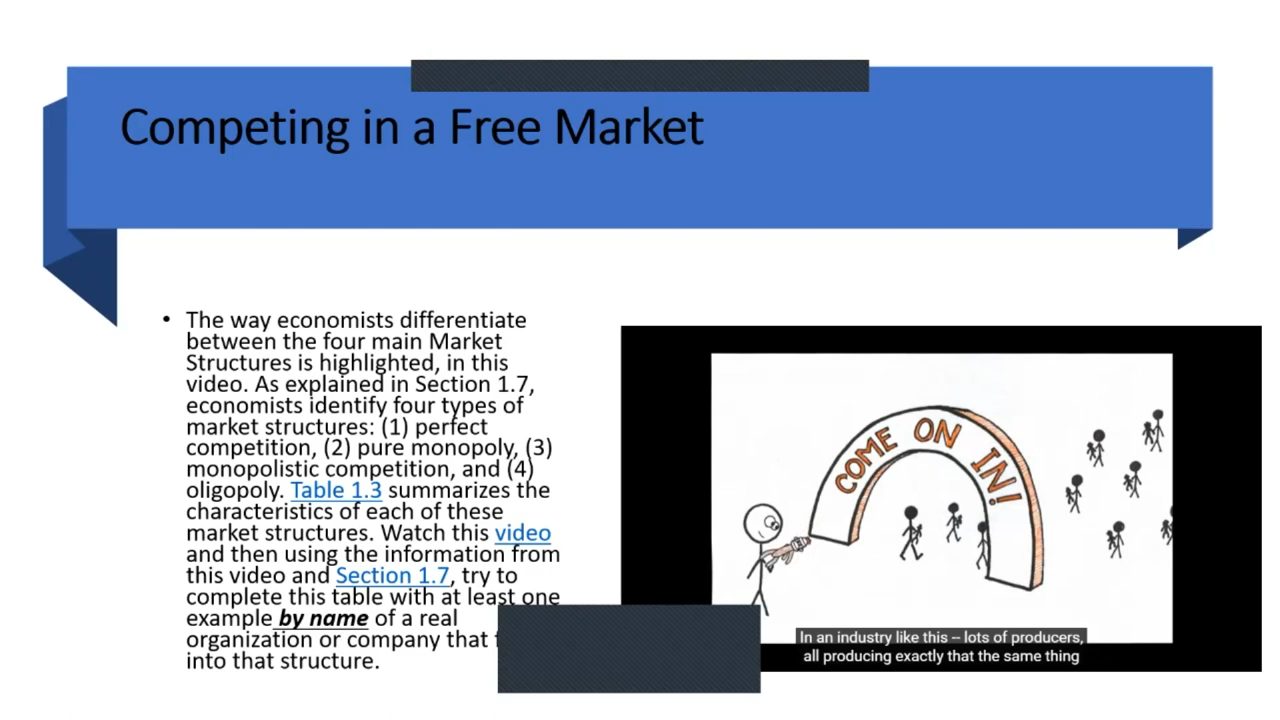 Competing in a Free Market
• The way economists differentiate
between the four main Market
Structures is highlighted, in this
video. As explained in Section 1.7,
economists identify four types of
market structures: (1) perfect
competition, (2) pure monopoly, (3)
monopolistic competition, and (4)
oligopoly. Table 1.3 summarizes the
characteristics of each of these
market structures. Watch this video
and then using the information from
this video and Section 1.7, try to
complete this table with at least one
example by name of a real
organization or company that
into that structure.
COME ON IN!
In an industry like this -- lots of producers,
all producing exactly that the same thing